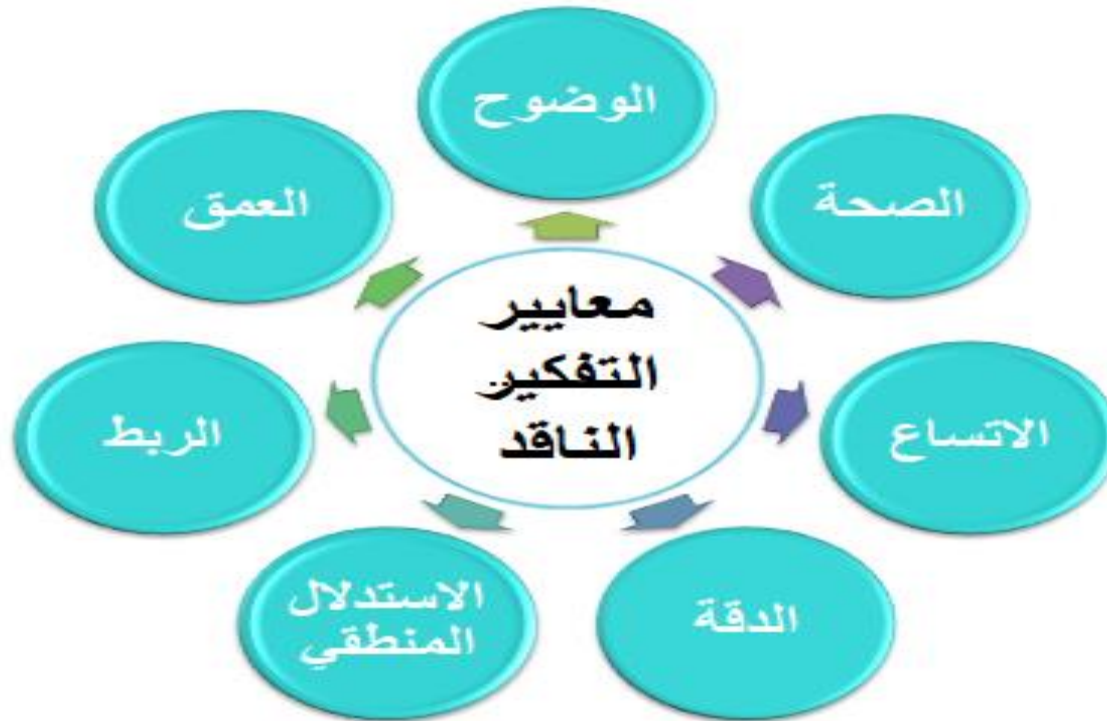 الوضوح
الصحة
العمق
معايير
التفكير
الناقد
الاتساع
الربط
الدقة
الاستدلال
المنطقي